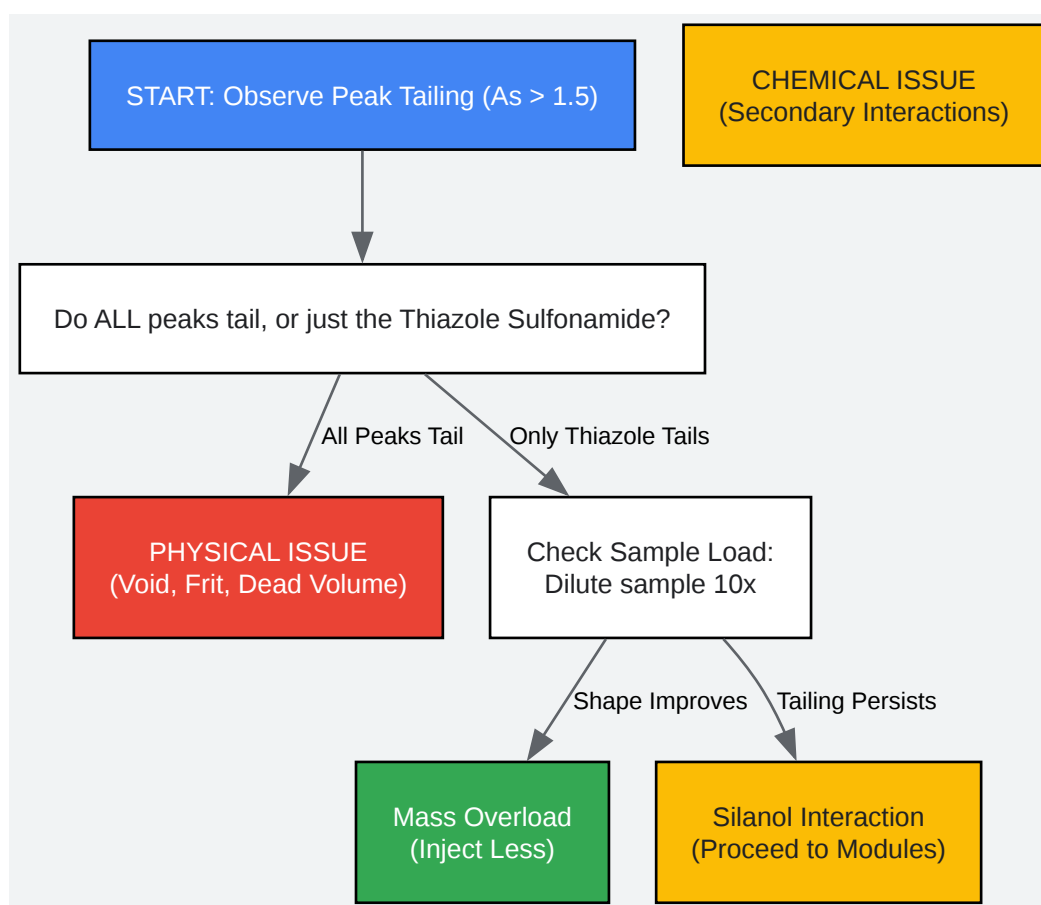 START: Observe Peak Tailing (As > 1.5)
CHEMICAL ISSUE
(Secondary Interactions)
Do ALL peaks tail, or just the Thiazole Sulfonamide?
All Peaks Tail
Only Thiazole Tails
PHYSICAL ISSUE
(Void, Frit, Dead Volume)
Check Sample Load:
Dilute sample 10x
Shape Improves
Tailing Persists
Mass Overload
(Inject Less)
Silanol Interaction
(Proceed to Modules)